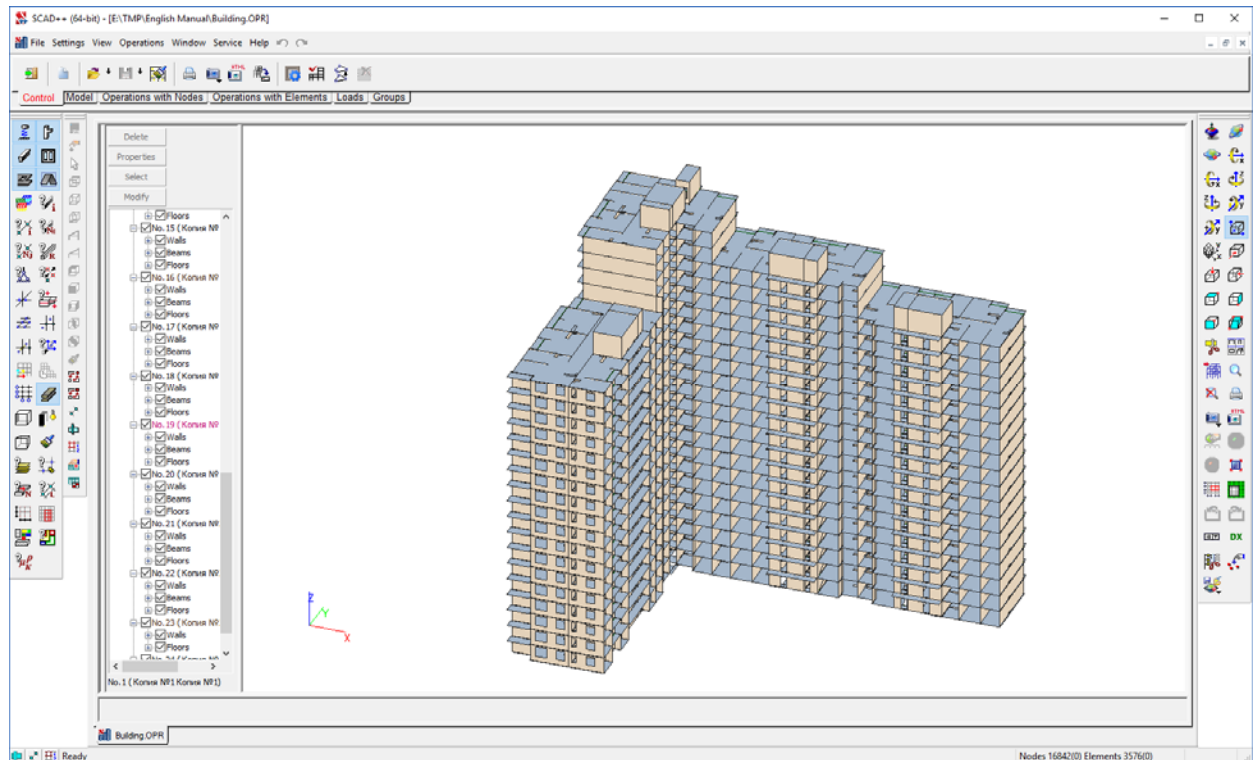 SCAD++ (64-bit) - [E:\TMP\English Manual\Building.OPR]
File Settings View Operations Window Service Help
Control Model Operations with Nodes Operations with Elements Loads Groups
Delete
Properties
Select
Modify
Floors
No.15 ( Копия №
Walls
Beams
Floors
No.16 ( Копия №
Walls
Beams
Floors
No.17 ( Копия №
Walls
Beams
Floors
No.18 ( Копия №
Walls
Beams
Floors
No.19 ( Копия №
Walls
Beams
Floors
No.20 ( Копия №
Walls
Beams
Floors
No.21 ( Копия №
Walls
Beams
Floors
No.22 ( Копия №
Walls
Beams
Floors
No.23 ( Копия №
Walls
Floors
No.1 ( Копия №1 Копия №1)
Z
Y
X
DX
Building.OPR
Ready
Nodes 16842(0) Elements 3576(0)